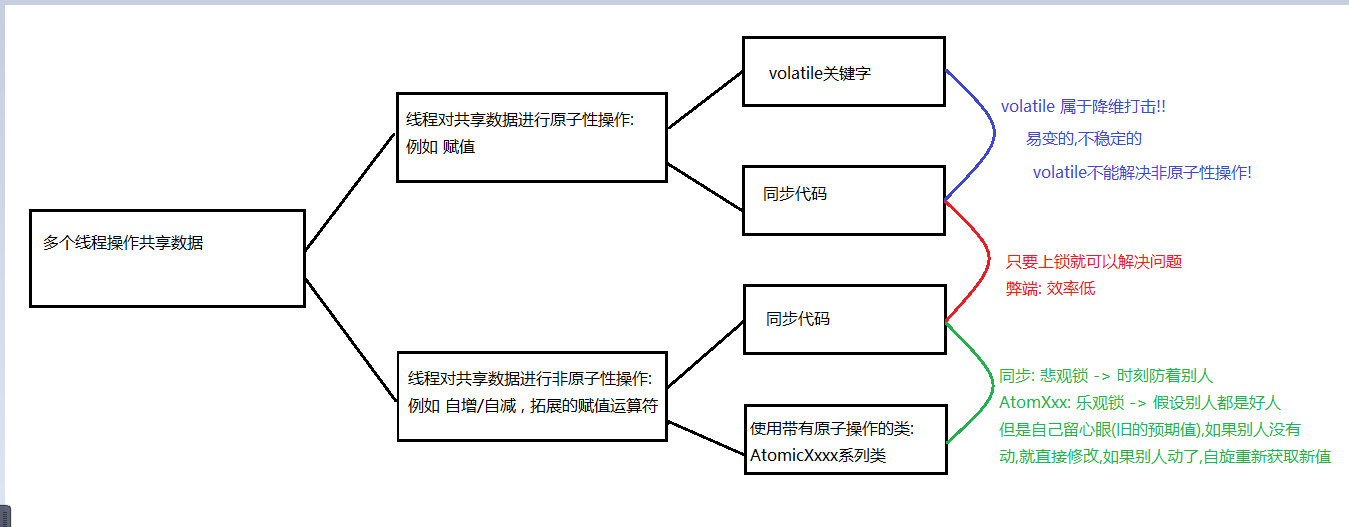 多个线程操作共享数据
线程对共享数据进行原子性操作:
例如 赋值
volatile关键字
同步代码
volatile 属于降维打击!!
易变的,不稳定的
volatile不能解决非原子性操作!
只要上锁就可以解决问题
弊端: 效率低
线程对共享数据进行非原子性操作:
例如 自增/自减 , 拓展的赋值运算符
同步代码
使用带有原子操作的类:
AtomicXxxx系列类
同步: 悲观锁 -> 时刻防着别人
AtomXxx: 乐观锁 -> 假设别人都是好人
但是自己留心眼(旧的预期值),如果别人没有
动,就直接修改,如果别人动了,自旋重新获取新值